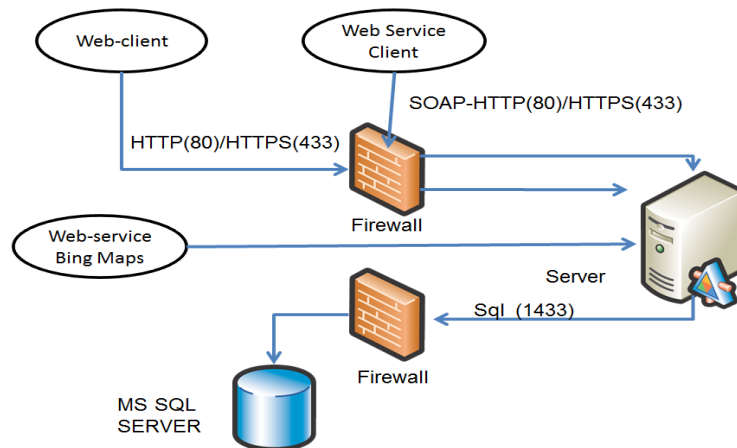 Web-client
Web Service
Client
SOAP-HTTP(80)/HTTPS(433)
HTTP(80)/HTTPS(433)
Firewall
Web-service
Bing Maps
Server
Sql (1433)
Firewall
MS SQL
SERVER